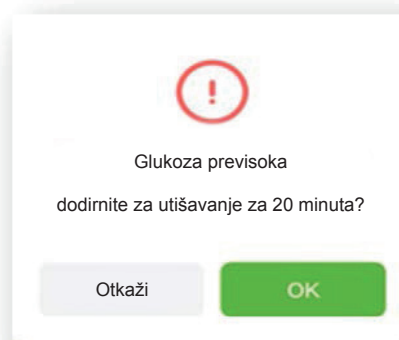 !
Glukoza previsoka
dodirnite za utišavanje za 20 minuta?
Otkaži
OK